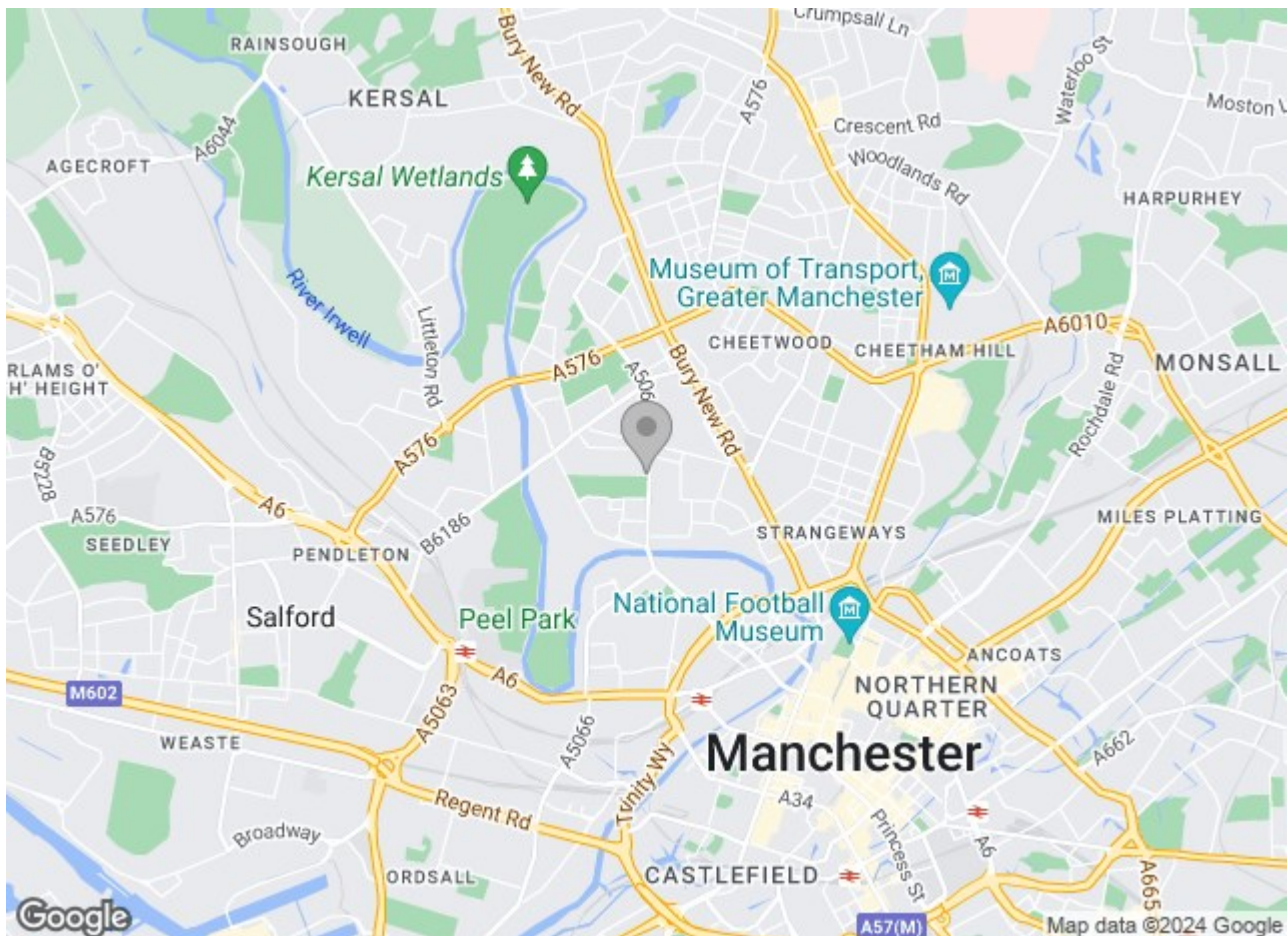 Crumpsall Ln
RAINSOUGH
Bury New Rd
Waterloo St
KERSAL
A576
Moston
Crescent Rd
A6044
AGECROFT
Kersal Wetlands
Woodlands Rd
HARPURHEY
River Irwell
Museum of Transport,
Greater Manchester
Littleton Rd
A6010
CHEETWOOD
CHEETHAM HILL
A576
MONSALL
RLAMS O'
H' HEIGHT
A506
Bury New Rd
Rochdale Rd
A576
B5228
A6
A576
SEEDLEY
B6186
MILES PLATTING
STRANGEWAYS
PENDLETON
Salford
Peel Park
National Football
Museum
ANCOATS
A6
NORTHERN
QUARTER
M602
A5063
WEASTE
A5066
Trinity Wy
Manchester
A662
A34
Regent Rd
Princess St
Broadway
A6
ORDSALL
CASTLEFIELD
A665
Google
A57(M)
Map data ©2024 Google